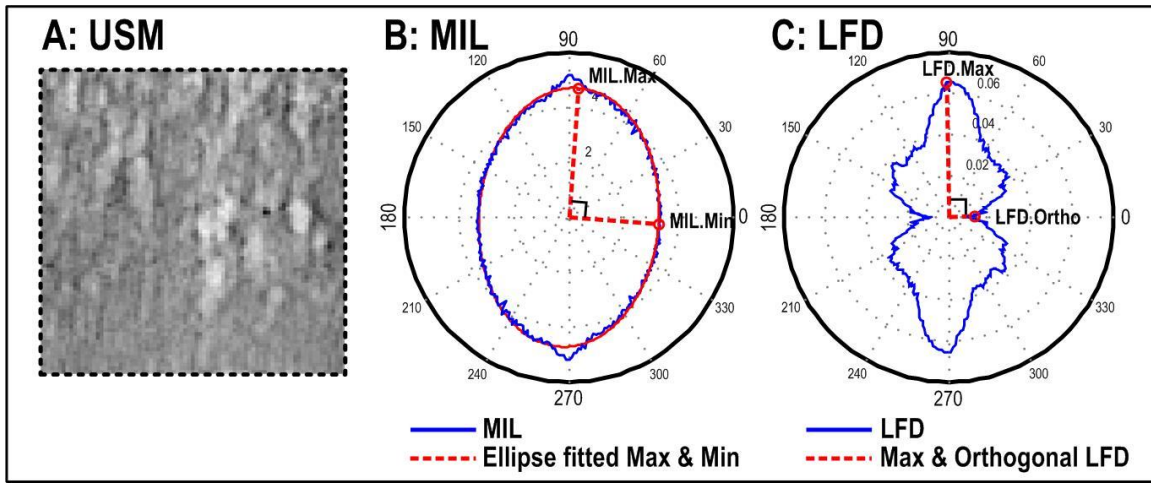 A: USM
B: MIL
90
120
60
MIL.Max
4
150
30
2
180
0
MIL.Min
210
330
240
300
270
MIL
Ellipse fitted Max & Min
C: LFD
90
120
60
LFD.Max
0.06
0.04
150
30
0.02
180
0
LFD.Ortho
210
330
240
300
270
LFD
Max & Orthogonal LFD